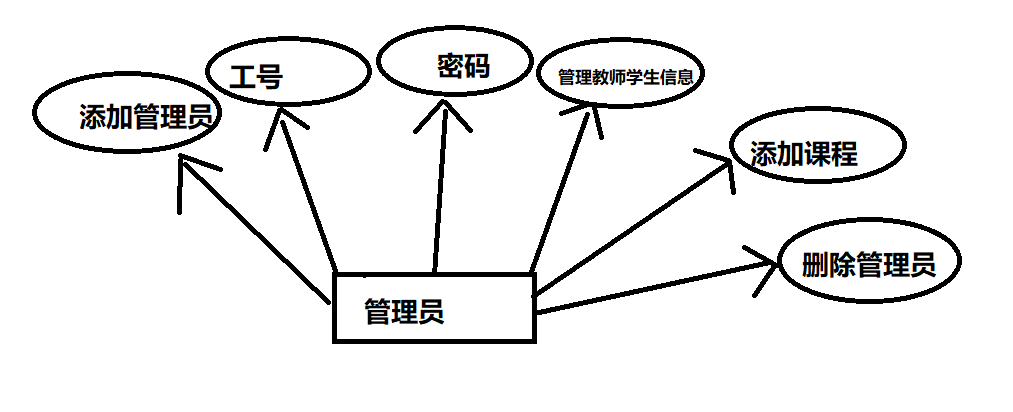 添加管理员
工号
密码
管理教师学生信息
添加课程
删除管理员
管理员